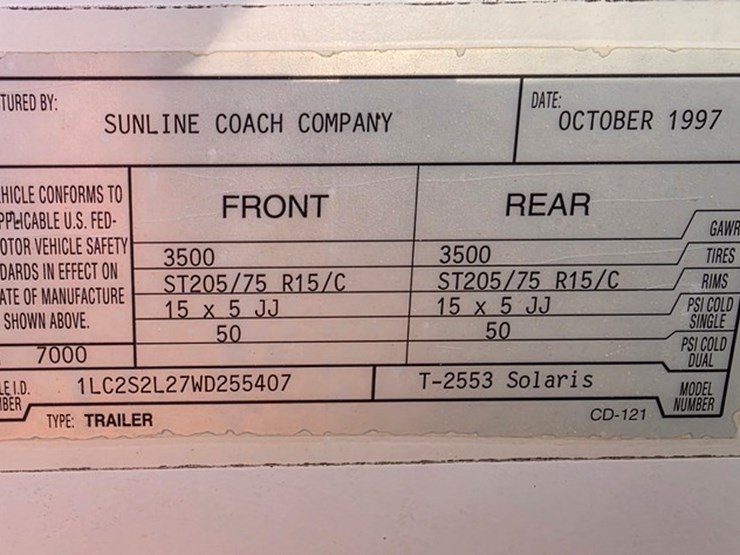 TURED BY: DATE:
SUNLINE COACH COMPANY OCTOBER 1997
HICLE CONFORMS TO
PPLICABLE U.S. FED-
OTOR VEHICLE SAFETY
DARDS IN EFFECT ON
ATE OF MANUFACTURE
SHOWN ABOVE.
7000
FRONT REAR
GAWR
3500 3500 TIRES
ST205/75 R15/C ST205/75 R15/C RIMS
15 x 5 JJ 15 x 5 JJ PSI COLD
SINGLE
50 50 PSI COLD
DUAL
LE I.D. 1LC2S2L27WD255407 T-2553 Solaris MODEL
BER NUMBER
TYPE: TRAILER CD-121